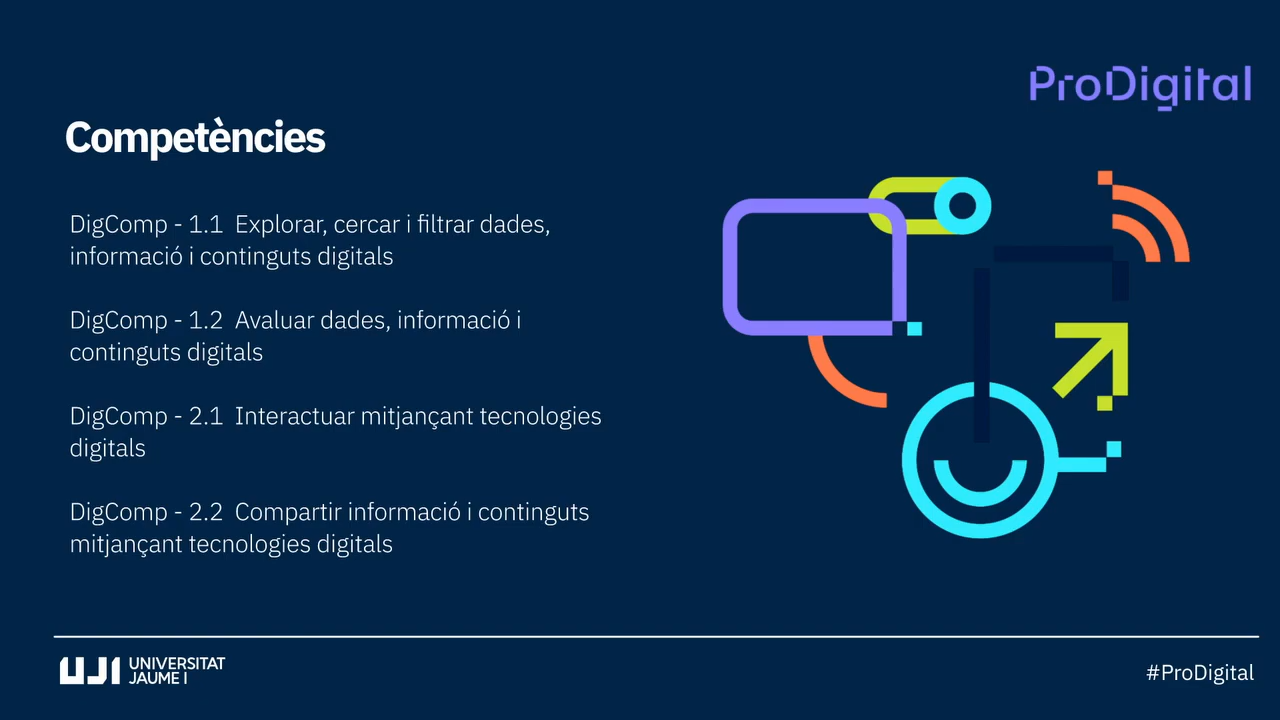 ProDigital
Competències
DigComp - 1.1 Explorar, cercar i filtrar dades,
informació i continguts digitals
DigComp - 1.2 Avaluar dades, informació i
continguts digitals
DigComp - 2.1 Interactuar mitjançant tecnologies
digitals
DigComp - 2.2 Compartir informació i continguts
mitjançant tecnologies digitals
UJI UNIVERSITAT
JAUME I
#ProDigital